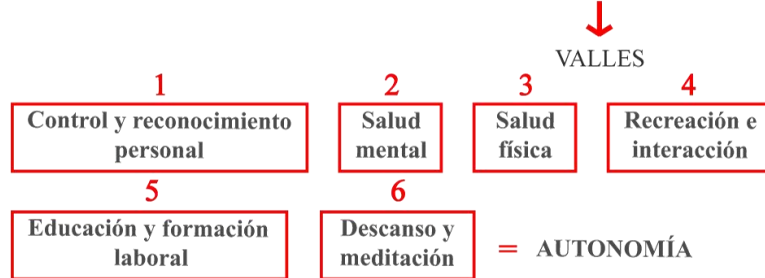 VALLES
1 2 3 4
Control y reconocimiento personal
Salud mental
Salud física
Recreación e interacción
5 6
Educación y formación laboral
Descanso y meditación
= AUTONOMÍA